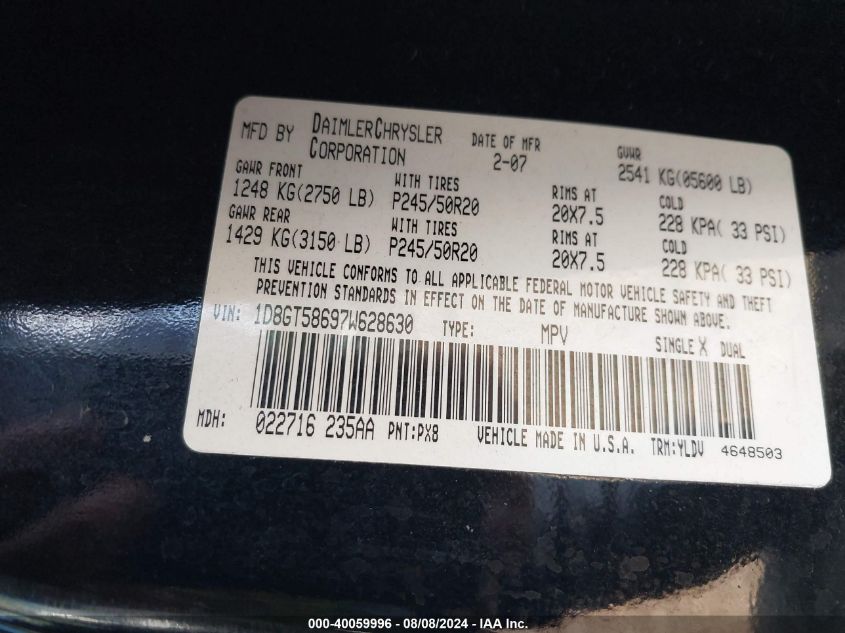 MFD BY DAIMLERCHRYSLER CORPORATION DATE OF MFR 2-07 GVWR 2541 KG(05600 LB)
GAWR FRONT WITH TIRES RIMS AT COLD
1248 KG(2750 LB) P245/50R20 20X7.5 228 KPA( 33 PSI)
GAWR REAR WITH TIRES RIMS AT COLD
1429 KG(3150 LB) P245/50R20 20X7.5 228 KPA( 33 PSI)
THIS VEHICLE CONFORMS TO ALL APPLICABLE FEDERAL MOTOR VEHICLE SAFETY AND THEFT
PREVENTION STANDARDS IN EFFECT ON THE DATE OF MANUFACTURE SHOWN ABOVE.
VIN: 1D8GT58697W628630 TYPE: MPV SINGLE X DUAL
MDH: 022716 235AA PNT:PX8 VEHICLE MADE IN U.S.A. TRM:YLDV 4648503
000-40059996 - 08/08/2024 - IAA Inc.